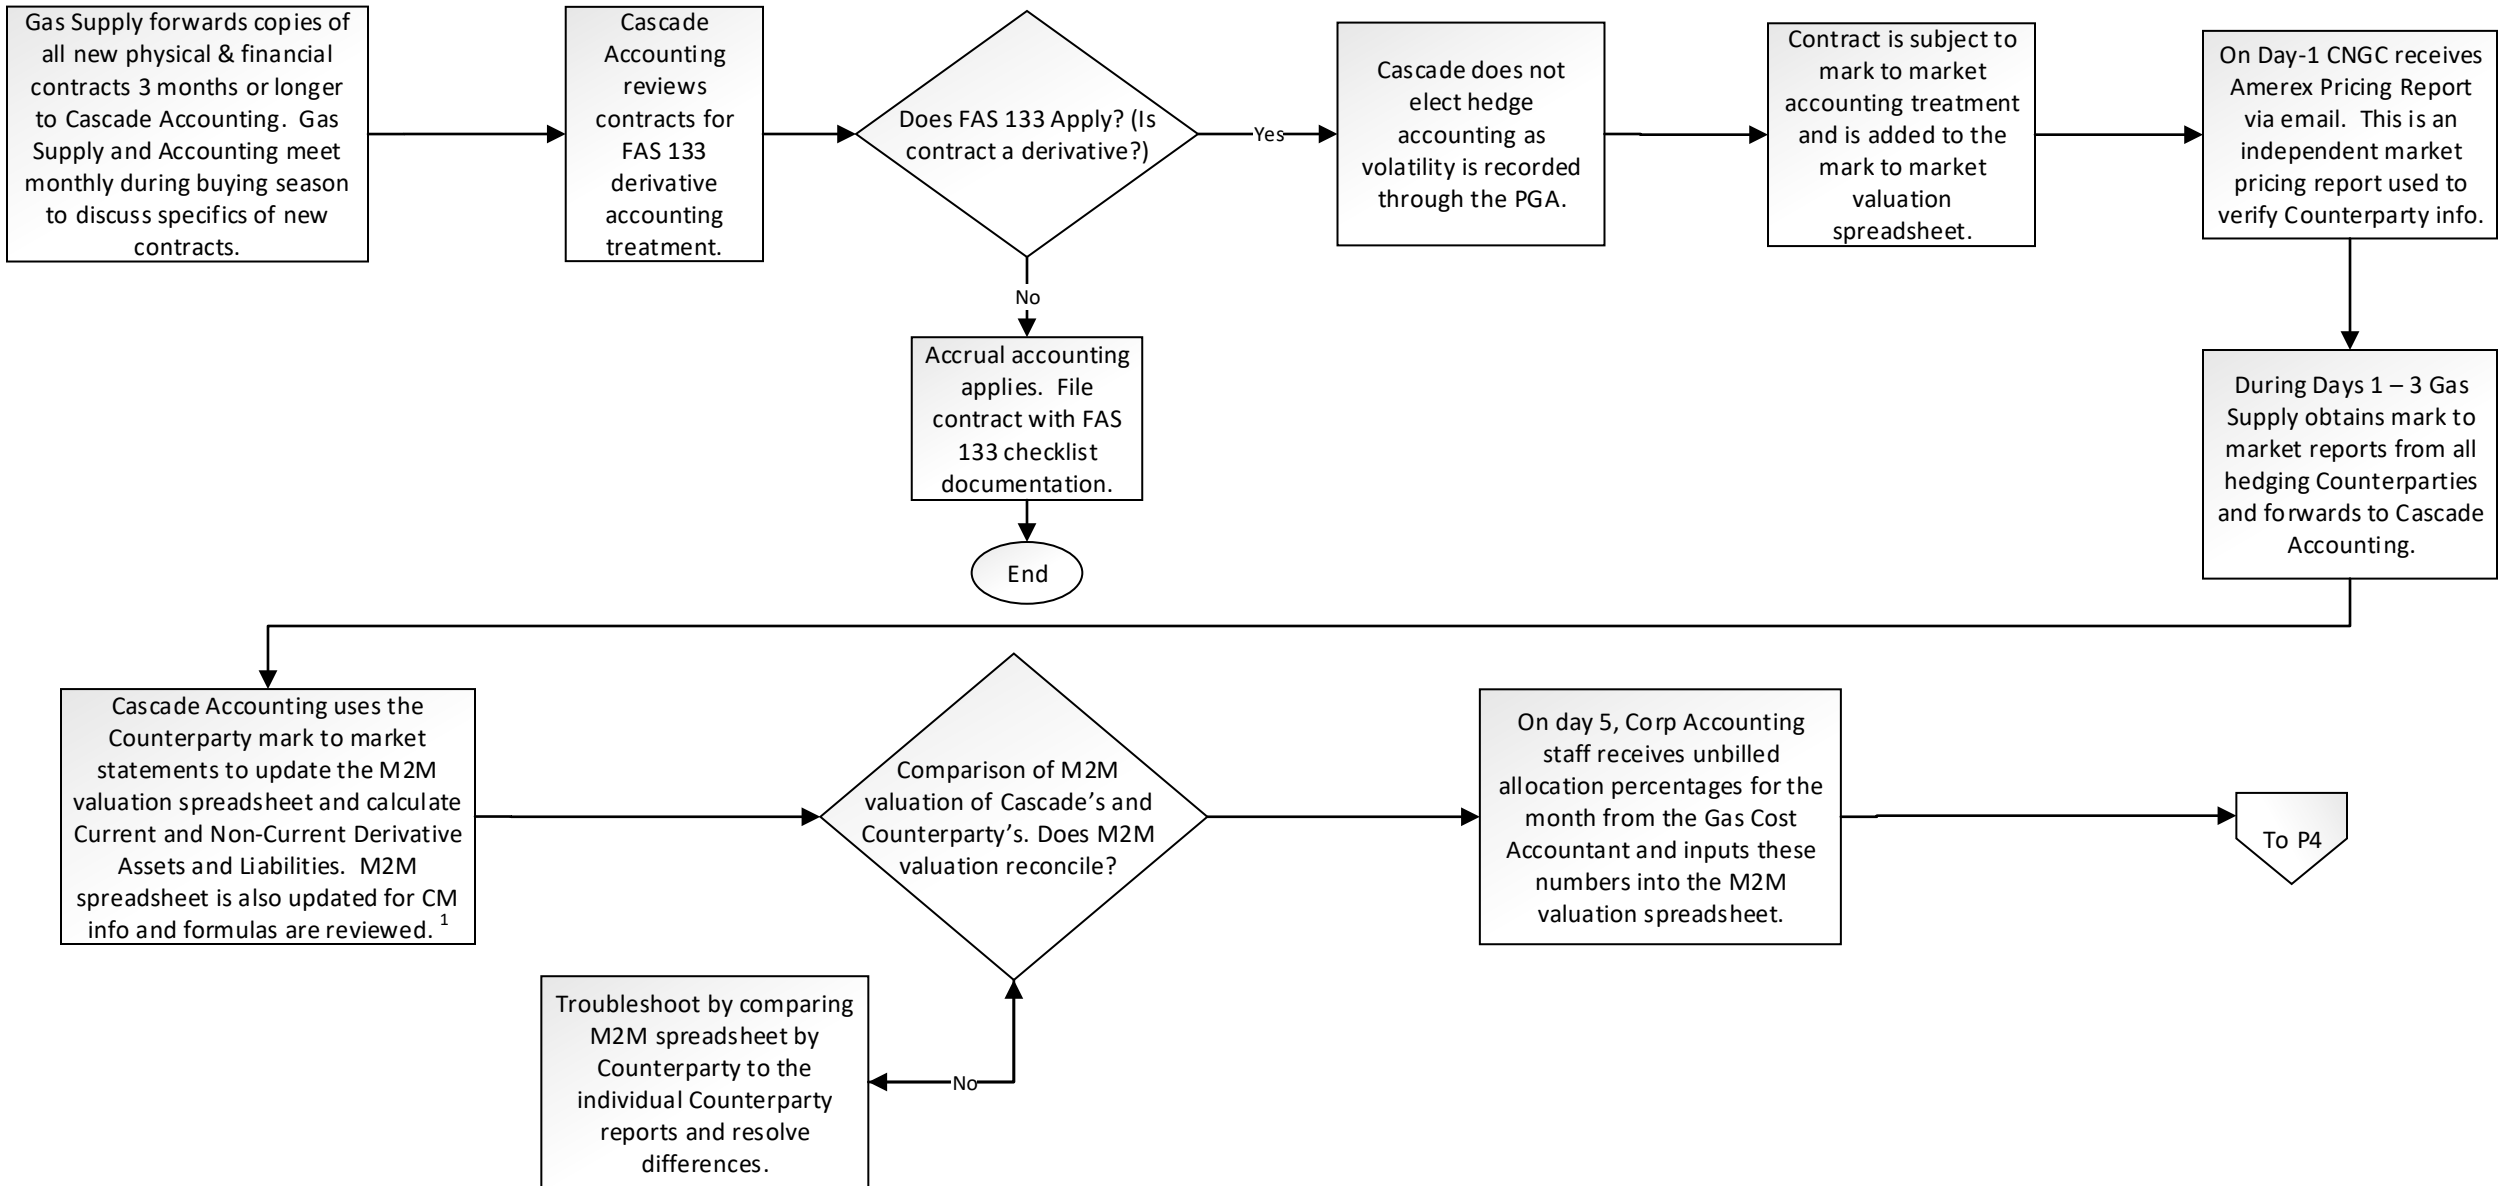 Gas Supply forwards copies of
all new physical & financial
contracts 3 months or longer
to Cascade Accounting.  Gas
Supply and Accounting meet
monthly during buying season
to discuss specifics of new
contracts.
Cascade
Accounting
reviews
contracts for
FAS 133
derivative
accounting
treatment.
Does FAS 133 Apply? (Is
contract a derivative?)
Yes
Cascade does not
elect hedge
accounting as
volatility is recorded
through the PGA.
Contract is subject to
mark to market
accounting treatment
and is added to the
mark to market
valuation
spreadsheet.
On Day-1 CNGC receives
Amerex Pricing Report
via email.  This is an
independent market
pricing report used to
verify Counterparty info.
No
Accrual accounting
applies.  File
contract with FAS
133 checklist
documentation.
End
During Days 1 – 3 Gas
Supply obtains mark to
market reports from all
hedging Counterparties
and forwards to Cascade
Accounting.
Cascade Accounting uses the
Counterparty mark to market
statements to update the M2M
valuation spreadsheet and calculate
Current and Non-Current Derivative
Assets and Liabilities.  M2M
spreadsheet is also updated for CM
info and formulas are reviewed. 1
Comparison of M2M
valuation of Cascade’s and
Counterparty’s. Does M2M
valuation reconcile?
On day 5, Corp Accounting
staff receives unbilled
allocation percentages for the
month from the Gas Cost
Accountant and inputs these
numbers into the M2M
valuation spreadsheet.
To P4
No
Troubleshoot by comparing
M2M spreadsheet by
Counterparty to the
individual Counterparty
reports and resolve
differences.